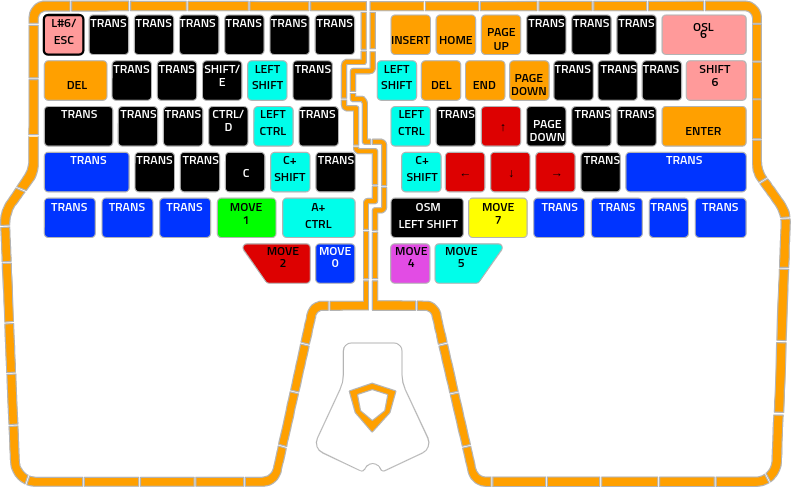 L#6/
ESC
TRANS
TRANS
TRANS
TRANS
TRANS
TRANS
INSERT
HOME
PAGE
UP
TRANS
TRANS
TRANS
OSL
6
DEL
TRANS
TRANS
SHIFT/
E
LEFT
SHIFT
TRANS
LEFT
SHIFT
DEL
END
PAGE
DOWN
TRANS
TRANS
TRANS
SHIFT
6
TRANS
TRANS
TRANS
CTRL/
D
LEFT
CTRL
TRANS
LEFT
CTRL
TRANS
↑
PAGE
DOWN
TRANS
TRANS
ENTER
TRANS
TRANS
TRANS
C
C+
SHIFT
TRANS
C+
SHIFT
←
↓
→
TRANS
TRANS
TRANS
TRANS
TRANS
MOVE
1
A+
CTRL
OSM
LEFT SHIFT
MOVE
7
TRANS
TRANS
TRANS
TRANS
MOVE
2
MOVE
0
MOVE
4
MOVE
5